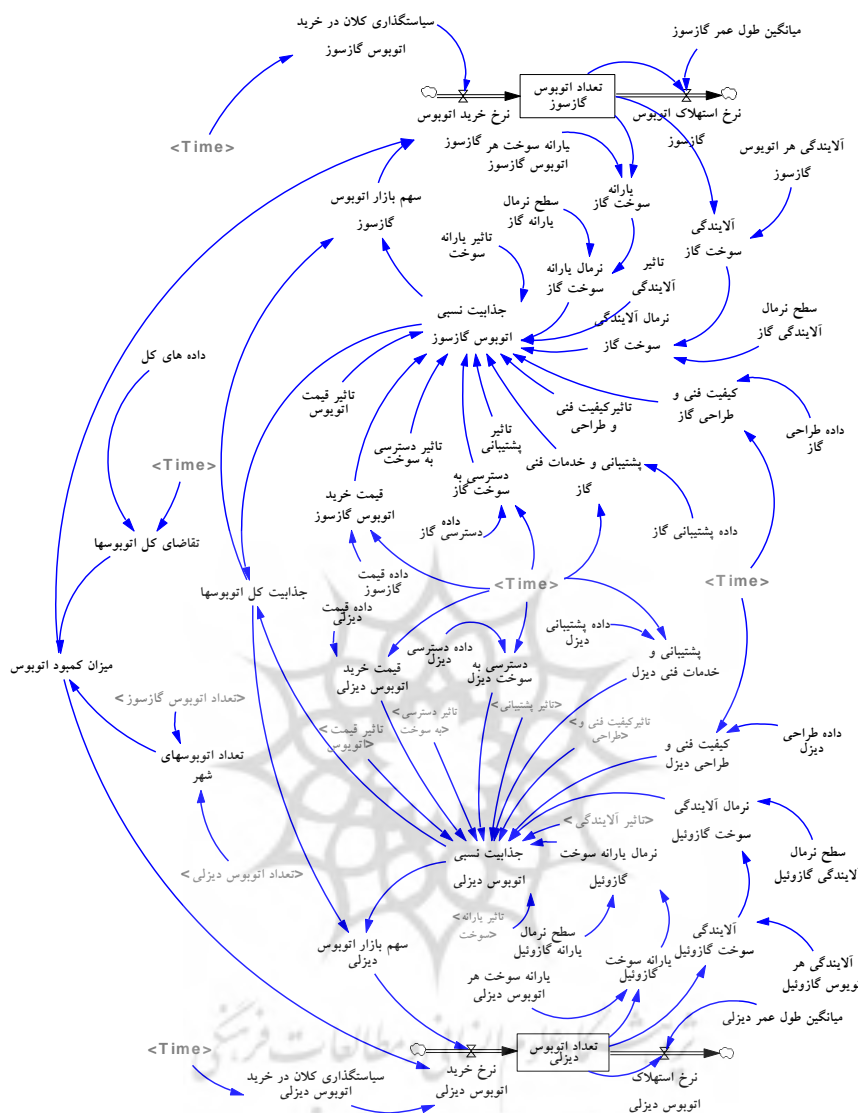 سیاستگذاری کلان در خرید
اتوبوس گازسوز
میانگین طول عمر گازسوز
تعداد اتوبوس
گازسوز
نرخ خرید اتوبوس
گازسوز
نرخ استهلاک اتوبوس
گازسوز
<Time>
یارانه سوخت هر
اتوبوس گازسوز
آلایندگی هر اتوبوس
گازسوز
سهم بازار اتوبوس
گازسوز
سطح نرمال
یارانه گاز
یارانه
سوخت گاز
آلایندگی
سوخت گاز
تاثیر یارانه
سوخت
نرمال یارانه
سوخت گاز
تاثیر
آلایندگی
جذابیت نسبی
اتوبوس گازسوز
نرمال آلایندگی
سوخت گاز
سطح نرمال
آلایندگی گاز
داده های کل
تاثیر قیمت
اتوبوس
تاثیر دسترسی
به سوخت
تاثیر
پشتیبانی
تاثیرکیفیت فنی
و طراحی
کیفیت فنی و
طراحی گاز
داده طراحی
گاز
<Time>
قیمت خرید
اتوبوس گازسوز
دسترسی به
سوخت گاز
پشتیبانی و خدمات فنی
گاز
داده
دسترسی گاز
داده پشتیبانی گاز
تقاضای کل اتوبوسها
داده قیمت
گازسوز
<Time>
<Time>
جذابیت کل اتوبوسها
داده قیمت
دیزلی
داده پشتیبانی
دیزل
میزان کمبود اتوبوس
قیمت خرید
اتوبوس دیزلی
داده دسترسی
دیزل
دسترسی به
سوخت دیزل
پشتیبانی و
خدمات فنی دیزل
<تعداد اتوبوس گازسوز>
<تاثیر قیمت
اتوبوس>
<تاثیر دسترسی
به سوخت>
<تاثیر پشتیبانی>
<تاثیرکیفیت فنی و
طراحی>
کیفیت فنی و
طراحی دیزل
داده طراحی
دیزل
تعداد اتوبوسهای
شهر
<تعداد اتوبوس دیزلی>
<تاثیر آلایندگی>
نرمال آلایندگی
سوخت گازوئیل
سطح نرمال
لایندگی گازوئیل
جذابیت نسبی
اتوبوس دیزلی
نرمال یارانه سوخت
گازوئیل
<تاثیر یارانه
سوخت>
سطح نرمال
یارانه گازوئیل
سهم بازار اتوبوس
دیزلی
یارانه سوخت
گازوئیل
آلایندگی
سوخت گازوئیل
آلایندگی هر
توبوس گازوئیل
یارانه سوخت هر
اتوبوس دیزلی
میانگین طول عمر دیزلی
تعداد اتوبوس
دیزلی
<Time>
نرخ خرید
اتوبوس دیزلی
نرخ استهلاک
اتوبوس دیزلی
سیاستگذاری کلان در خرید
اتوبوس دیزلی